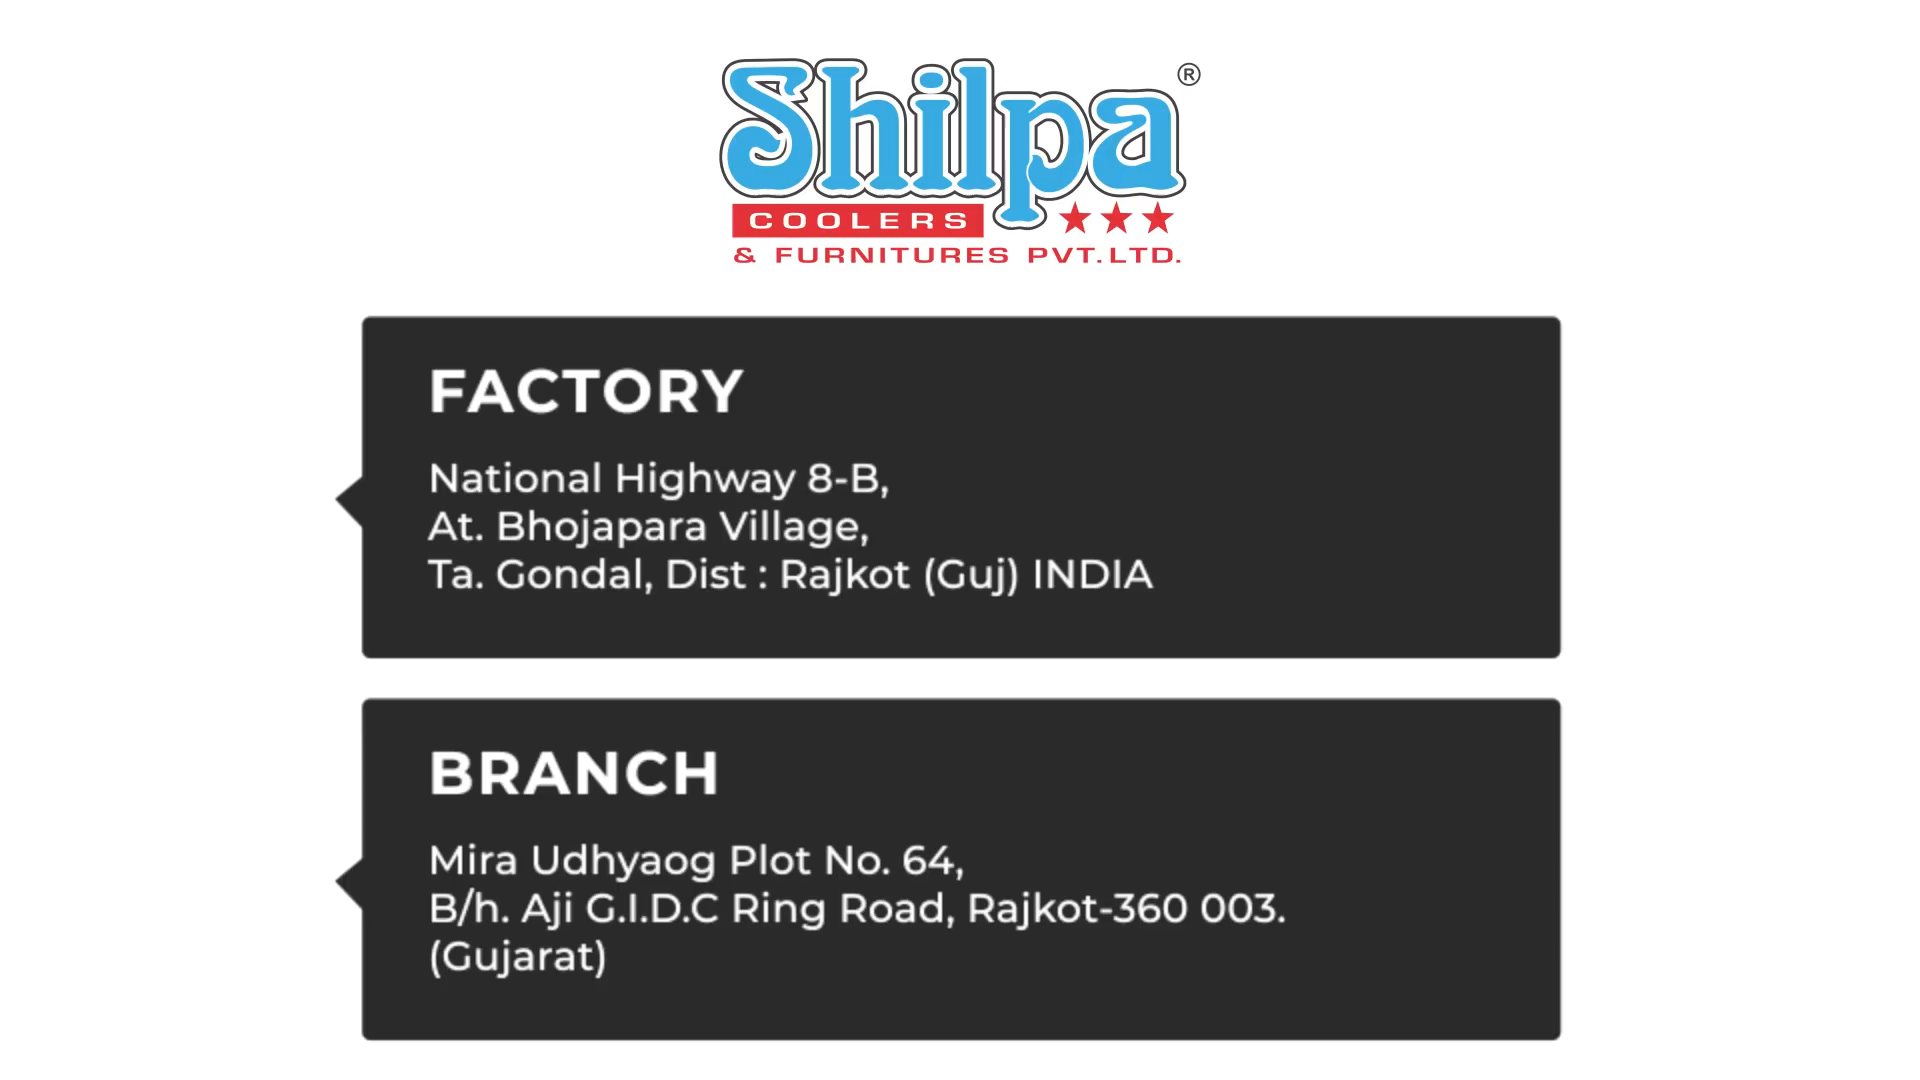 Shilpa ®
COOLERS
& FURNITURES PVT. LTD.
FACTORY
National Highway 8-B,
At. Bhojapara Village,
Ta. Gondal, Dist : Rajkot (Guj) INDIA
BRANCH
Mira Udhyaog Plot No. 64,
B/h. Aji G.I.D.C Ring Road, Rajkot-360 003.
(Gujarat)